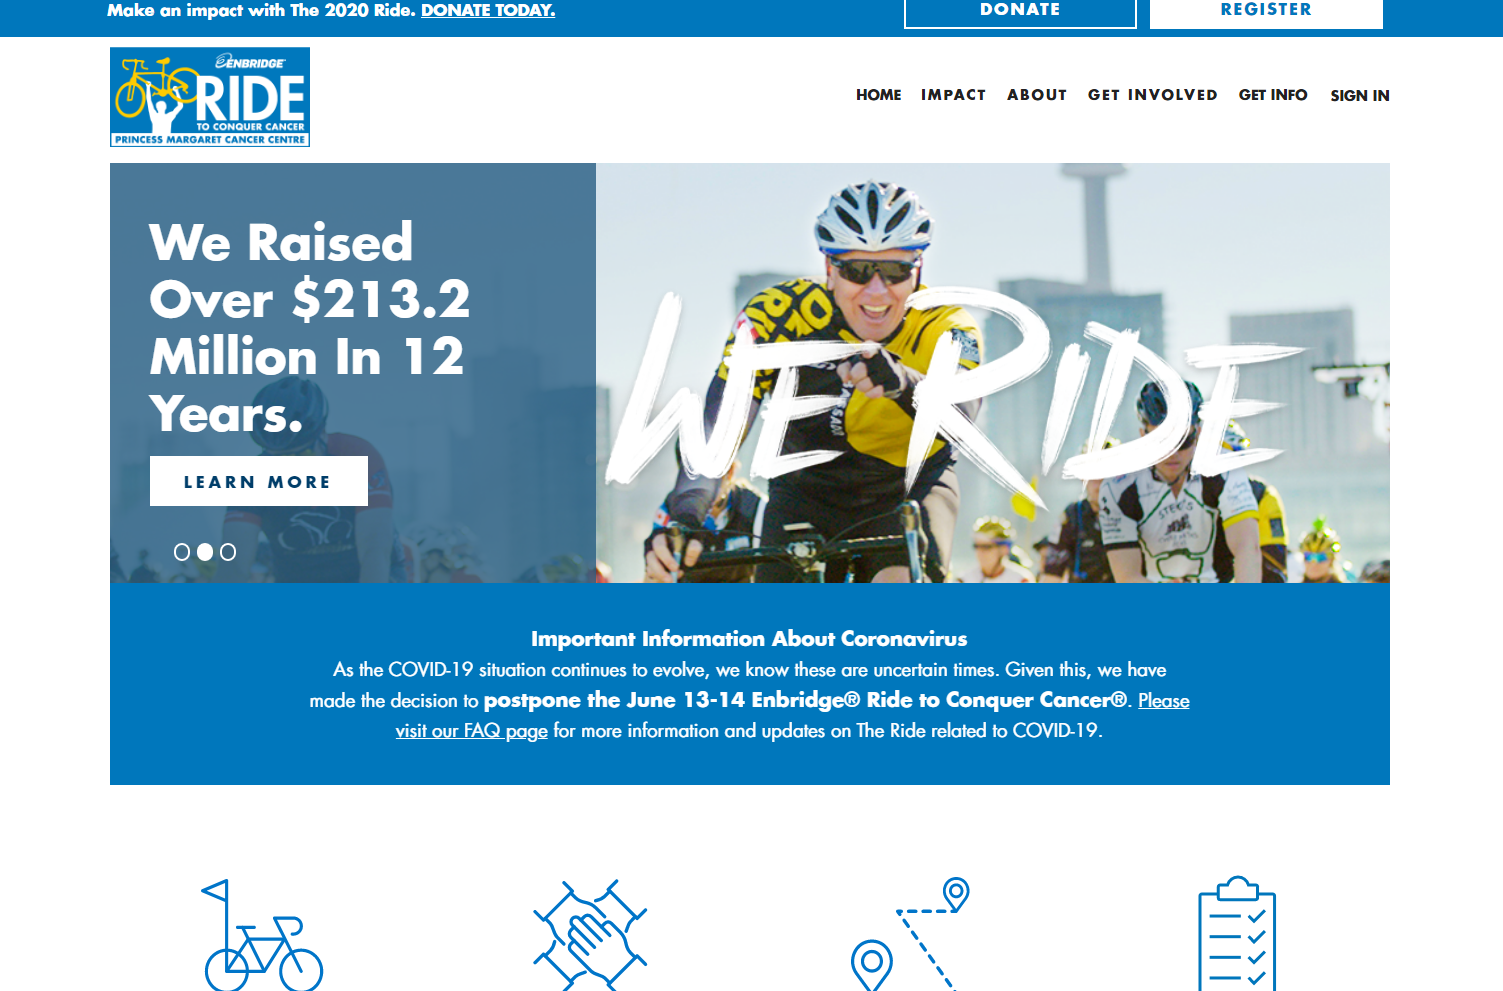 Make an impact with The 2020 Ride. DONATE TODAY.
DONATE
REGISTER
ENBRIDGE
RIDE
TO CONQUER CANCER
PRINCESS MARGARET CANCER CENTRE
HOME IMPACT ABOUT GET INVOLVED GET INFO SIGN IN
We Raised
Over $213.2
Million In 12
Years.
LEARN MORE
WE RIDE
Important Information About Coronavirus
As the COVID-19 situation continues to evolve, we know these are uncertain times. Given this, we have
made the decision to postpone the June 13-14 Enbridge® Ride to Conquer Cancer®. Please
visit our FAQ page for more information and updates on The Ride related to COVID-19.